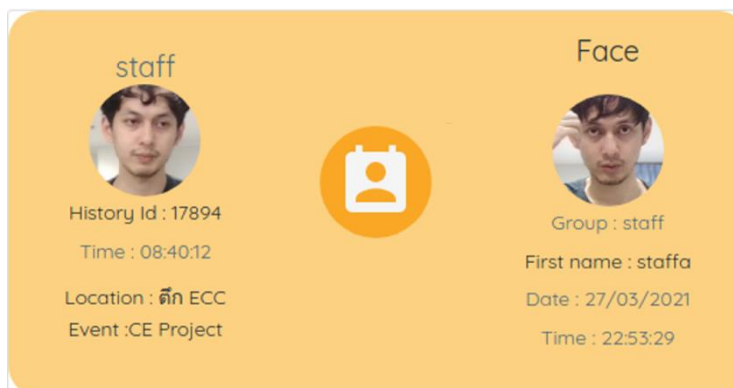 staff
History Id : 17894
Time : 08:40:12
Location : ตึก ECC
Event :CE Project
Face
Group : staff
First name : staffa
Date : 27/03/2021
Time : 22:53:29